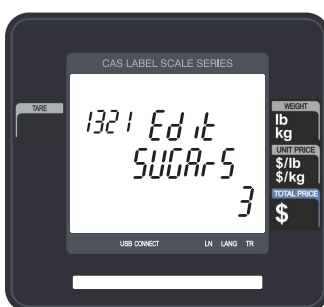 CAS LABEL SCALE SERIES
TARE
1321 Edit
SUGArS
3
WEIGHT
lb
kg
UNIT PRICE
$/lb
$/kg
TOTAL PRICE
$
USB CONNECT LN LANG TR